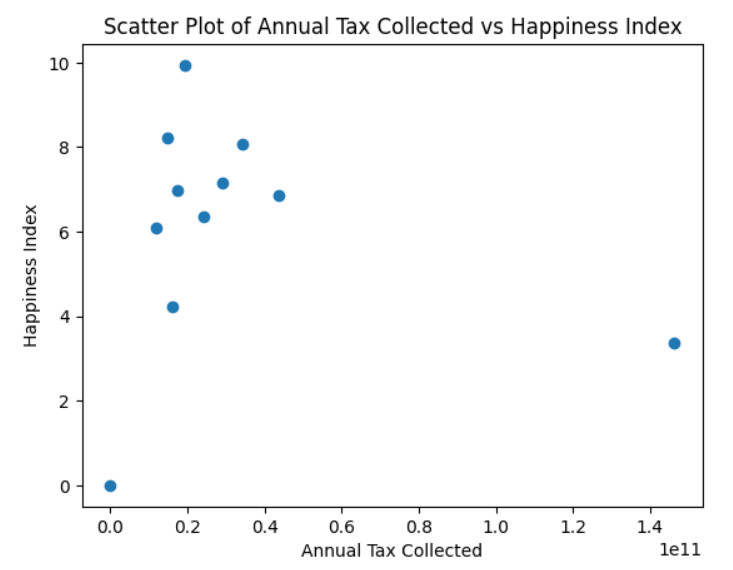 Scatter Plot of Annual Tax Collected vs Happiness Index
10
8
6
4
2
0
Happiness Index
0.0 0.2 0.4 0.6 0.8 1.0 1.2 1.4
1e11
Annual Tax Collected